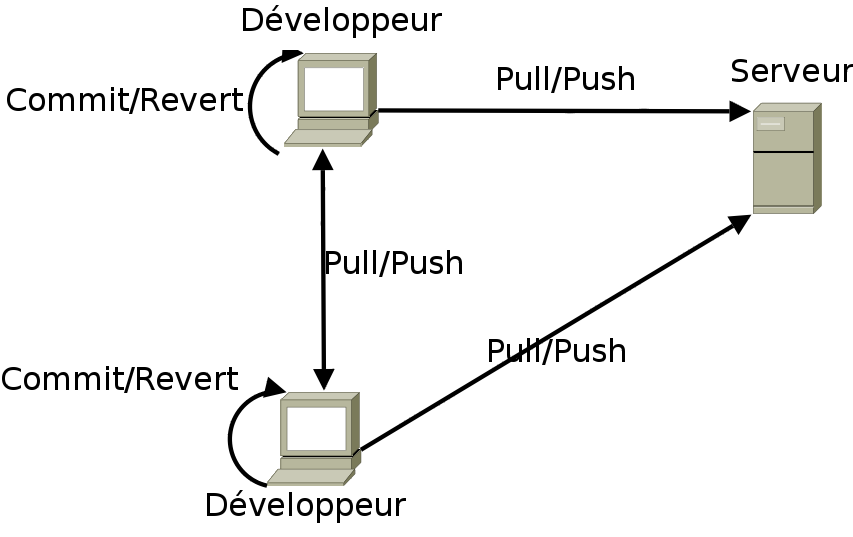 Développeur
Pull/Push
Serveur
Commit/Revert
Pull/Push
Pull/Push
Commit/Revert
Développeur